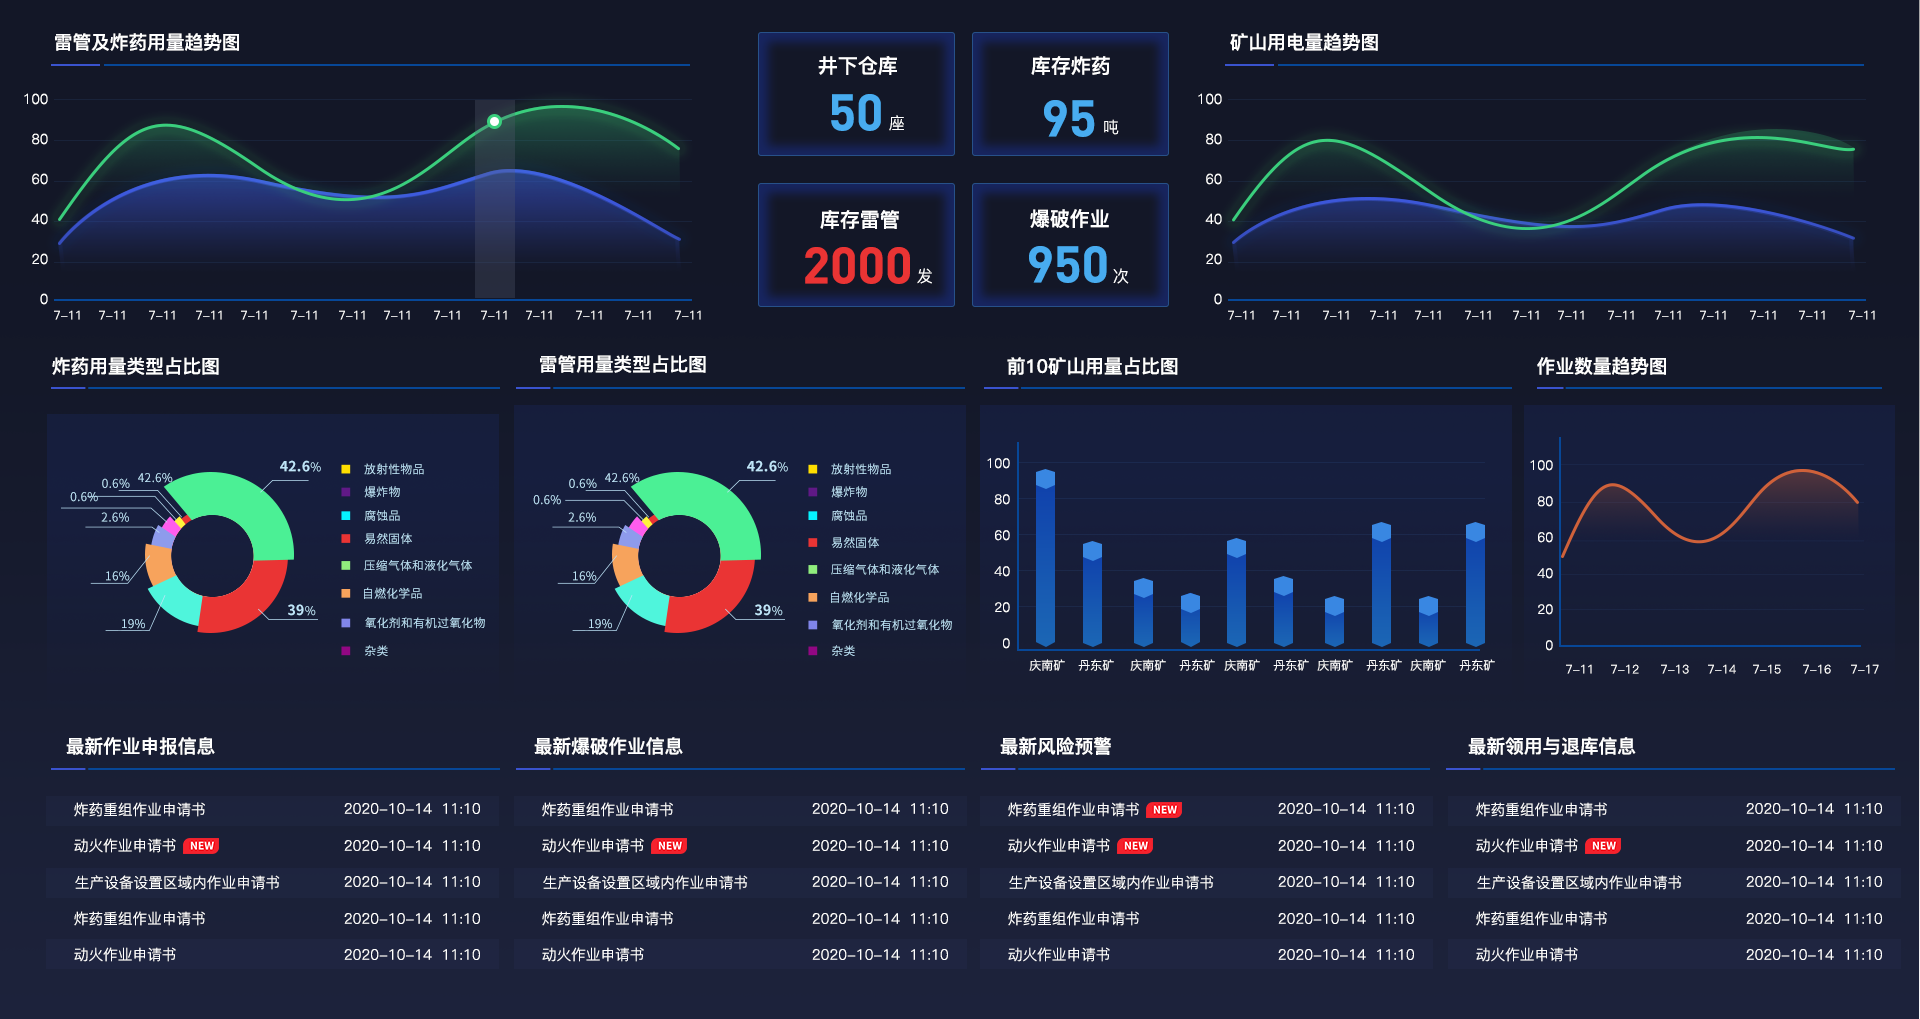 雷管及炸药用量趋势图
100
80
60
40
20
0
7-11 7-11 7-11 7-11 7-11 7-11 7-11 7-11 7-11 7-11 7-11 7-11 7-11 7-11
井下仓库
50 座
库存炸药
95 吨
库存雷管
2000 发
爆破作业
950 次
矿山用电量趋势图
100
80
60
40
20
0
7-11 7-11 7-11 7-11 7-11 7-11 7-11 7-11 7-11 7-11 7-11 7-11 7-11 7-11
炸药用量类型占比图
42.6%
42.6%
0.6%
0.6%
2.6%
16%
19%
39%
放射性物品
爆炸物
腐蚀品
易然固体
压缩气体和液化气体
自燃化学品
氧化剂和有机过氧化物
杂类
雷管用量类型占比图
42.6%
42.6%
0.6%
0.6%
2.6%
16%
19%
39%
放射性物品
爆炸物
腐蚀品
易然固体
压缩气体和液化气体
自燃化学品
氧化剂和有机过氧化物
杂类
前10矿山用量占比图
100
80
60
40
20
0
庆南矿 丹东矿 庆南矿 丹东矿 庆南矿 丹东矿 庆南矿 丹东矿 庆南矿 丹东矿
作业数量趋势图
100
80
60
40
20
0
7-11 7-12 7-13 7-14 7-15 7-16 7-17
最新作业申报信息
炸药重组作业申请书 2020-10-14 11:10
动火作业申请书 NEW 2020-10-14 11:10
生产设备设置区域内作业申请书 2020-10-14 11:10
炸药重组作业申请书 2020-10-14 11:10
动火作业申请书 2020-10-14 11:10
最新爆破作业信息
炸药重组作业申请书 2020-10-14 11:10
动火作业申请书 NEW 2020-10-14 11:10
生产设备设置区域内作业申请书 2020-10-14 11:10
炸药重组作业申请书 2020-10-14 11:10
动火作业申请书 2020-10-14 11:10
最新风险预警
炸药重组作业申请书 NEW 2020-10-14 11:10
动火作业申请书 NEW 2020-10-14 11:10
生产设备设置区域内作业申请书 2020-10-14 11:10
炸药重组作业申请书 2020-10-14 11:10
动火作业申请书 2020-10-14 11:10
最新领用与退库信息
炸药重组作业申请书 2020-10-14 11:10
动火作业申请书 NEW 2020-10-14 11:10
生产设备设置区域内作业申请书 2020-10-14 11:10
炸药重组作业申请书 2020-10-14 11:10
动火作业申请书 2020-10-14 11:10